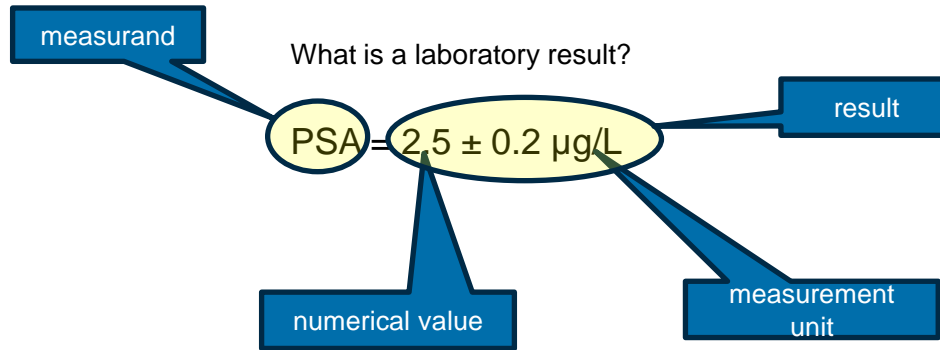 measurand
What is a laboratory result?
result
PSA = 2.5 ± 0.2 µg/L
numerical value
measurement
unit